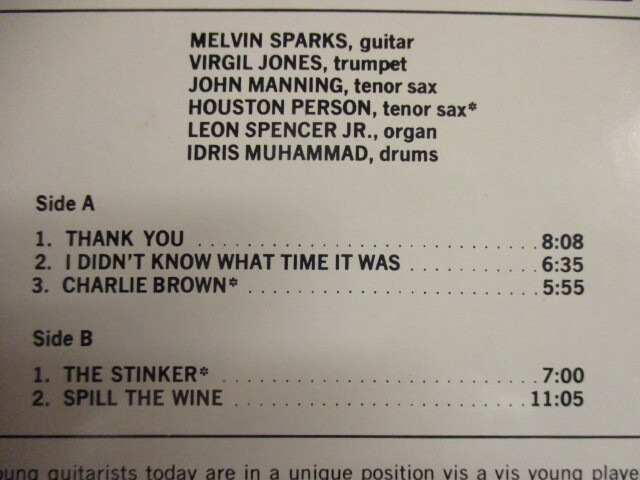 MELVIN SPARKS, guitar
VIRGIL JONES, trumpet
JOHN MANNING, tenor sax
HOUSTON PERSON, tenor sax*
LEON SPENCER JR., organ
IDRIS MUHAMMAD, drums
Side A
1. THANK YOU ........................... 8:08
2. I DIDN'T KNOW WHAT TIME IT WAS .......... 6:35
3. CHARLIE BROWN* ....................... 5:55
Side B
1. THE STINKER* ......................... 7:00
2. SPILL THE WINE ....................... 11:05
oung guitarists today are in a unique position vis a vis young playe